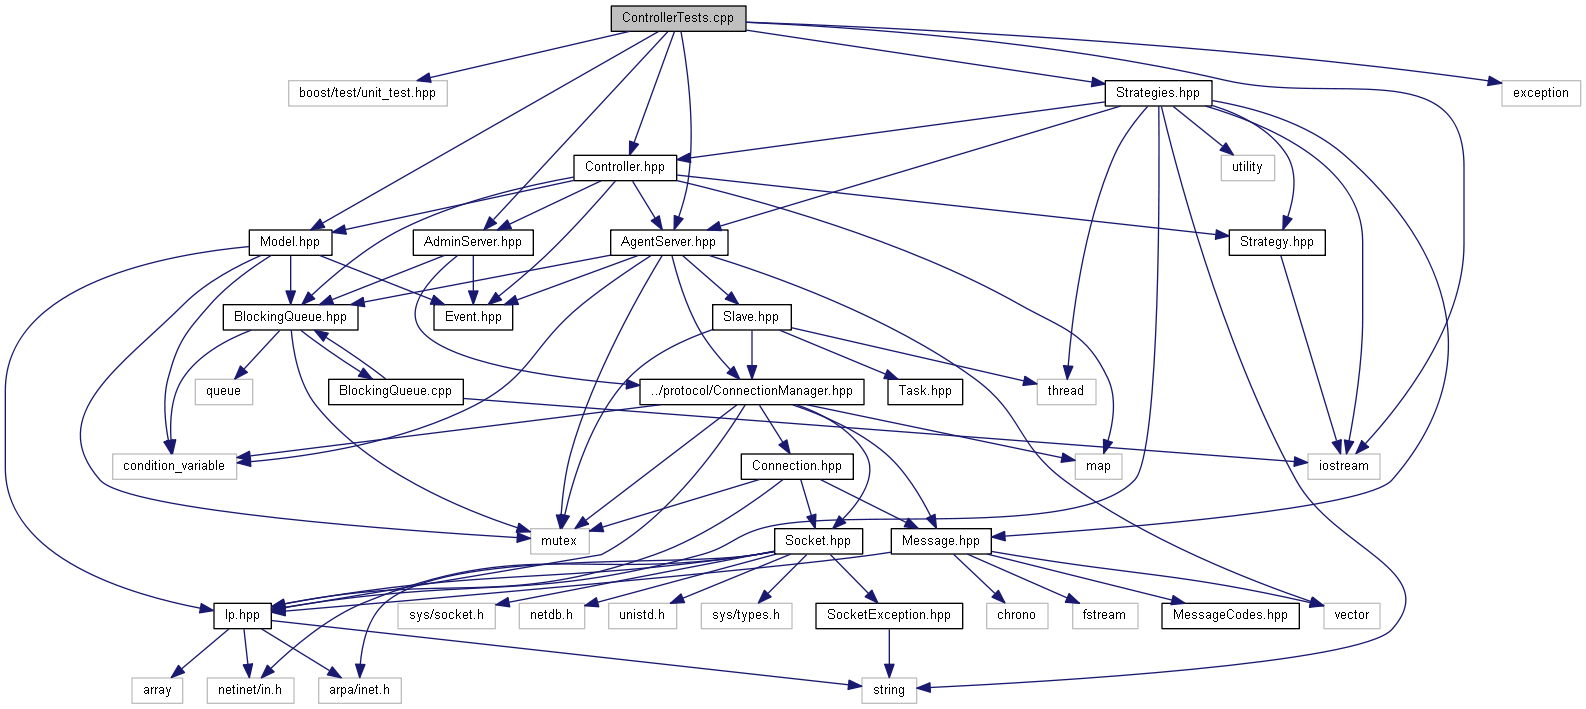 ControllerTests.cpp
boost/test/unit_test.hpp
Strategies.hpp
exception
Controller.hpp
utility
Model.hpp
AdminServer.hpp
AgentServer.hpp
Strategy.hpp
BlockingQueue.hpp
Event.hpp
Slave.hpp
queue
BlockingQueue.cpp
../protocol/ConnectionManager.hpp
Task.hpp
thread
condition_variable
Connection.hpp
map
iostream
mutex
Socket.hpp
Message.hpp
Ip.hpp
sys/socket.h
netdb.h
unistd.h
sys/types.h
SocketException.hpp
chrono
fstream
MessageCodes.hpp
vector
array
netinet/in.h
arpa/inet.h
string